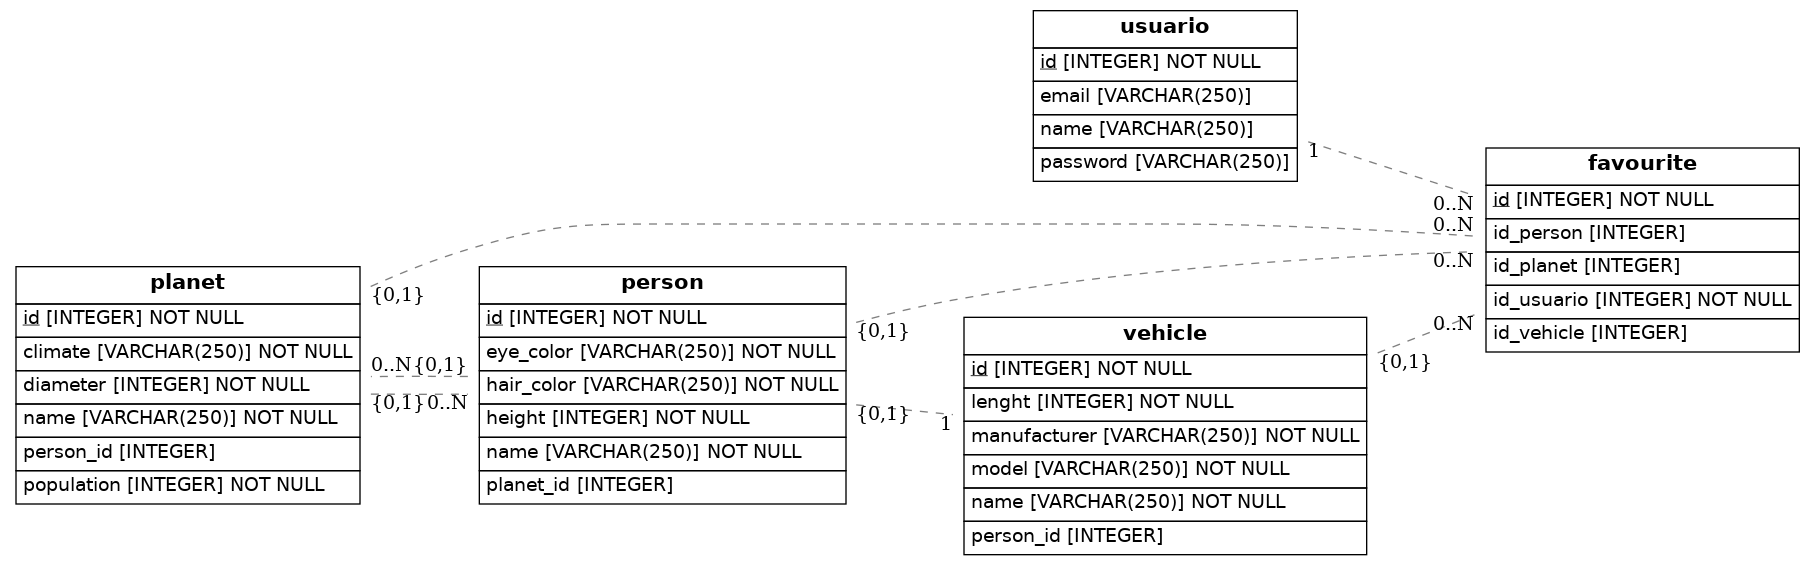 usuario
id [INTEGER] NOT NULL
email [VARCHAR(250)]
name [VARCHAR(250)]
password [VARCHAR(250)]
1
0..N
0..N
0..N
0..N
favourite
id [INTEGER] NOT NULL
id_person [INTEGER]
id_planet [INTEGER]
id_usuario [INTEGER] NOT NULL
id_vehicle [INTEGER]
planet
id [INTEGER] NOT NULL
climate [VARCHAR(250)] NOT NULL
diameter [INTEGER] NOT NULL
name [VARCHAR(250)] NOT NULL
person_id [INTEGER]
population [INTEGER] NOT NULL
{0,1}
0..N{0,1}
{0,1}0..N
person
id [INTEGER] NOT NULL
eye_color [VARCHAR(250)] NOT NULL
hair_color [VARCHAR(250)] NOT NULL
height [INTEGER] NOT NULL
name [VARCHAR(250)] NOT NULL
planet_id [INTEGER]
{0,1}
{0,1}
1
vehicle
id [INTEGER] NOT NULL
lenght [INTEGER] NOT NULL
manufacturer [VARCHAR(250)] NOT NULL
model [VARCHAR(250)] NOT NULL
name [VARCHAR(250)] NOT NULL
person_id [INTEGER]
{0,1}